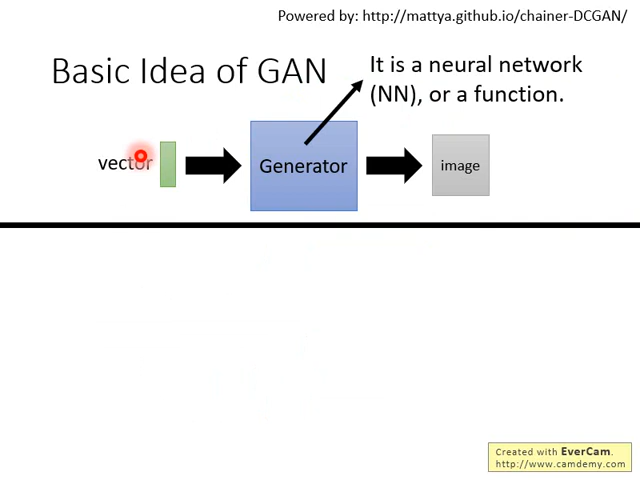 Powered by: http://mattya.github.io/chainer-DCGAN/
Basic Idea of GAN
It is a neural network
(NN), or a function.
vector
Generator
image
Created with EverCam.
http://www.camdemy.com